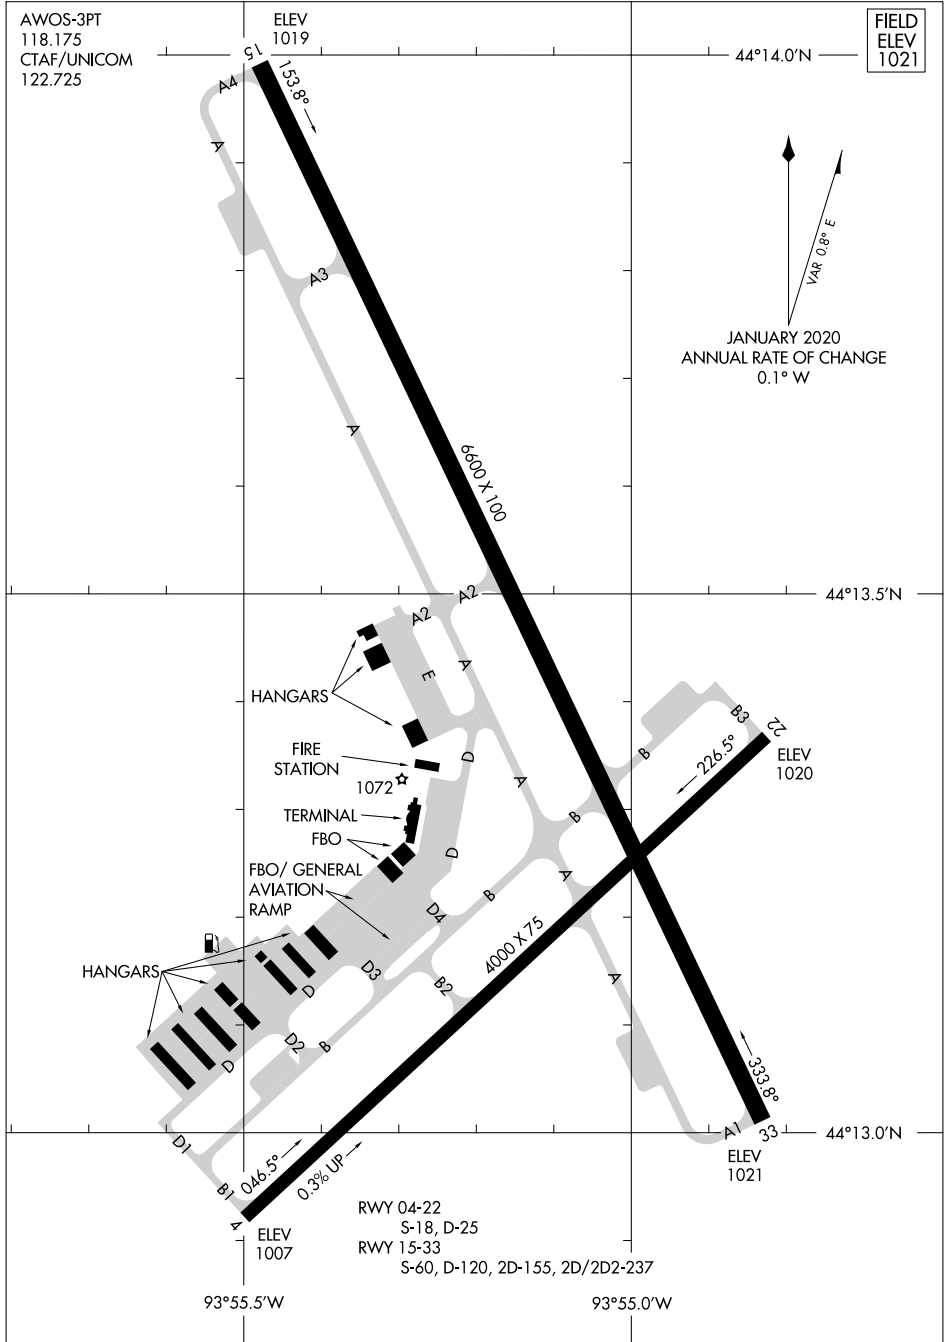 AWOS-3PT
118.175
CTAF/UNICOM
122.725
ELEV
1019
FIELD
ELEV
1021
44°14.0'N
15
A4
153.8°
A
VAR 0.8° E
A3
JANUARY 2020
ANNUAL RATE OF CHANGE
0.1° W
A
6600 X 100
44°13.5'N
A2
A2
A
E
HANGARS
B3
22
FIRE
STATION
D
B
226.5°
ELEV
1020
1072
A
TERMINAL
B
FBO
D
FBO/ GENERAL
AVIATION
RAMP
A
B
D4
4000 X 75
HANGARS
D3
B2
A
D
D2
B
D
333.8°
A1
33
44°13.0'N
D1
ELEV
1021
046.5°
0.3% UP
B1
4
ELEV
1007
RWY 04-22
S-18, D-25
RWY 15-33
S-60, D-120, 2D-155, 2D/2D2-237
93°55.5'W
93°55.0'W